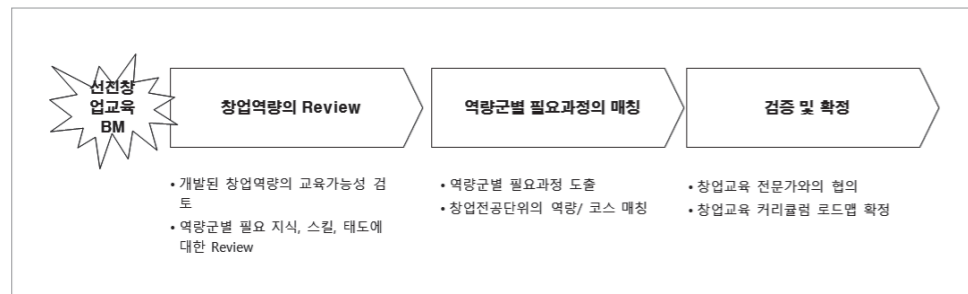 선진창
업교육
BM
창업역량의 Review
역량군별 필요과정의 매칭
검증 및 확정
• 개발된 창업역량의 교육가능성 검
토
• 역량군별 필요 지식, 스킬, 태도에
대한 Review
• 역량군별 필요과정 도출
• 창업전공단위의 역량/ 코스 매칭
• 창업교육 전문가와의 협의
• 창업교육 커리큘럼 로드맵 확정